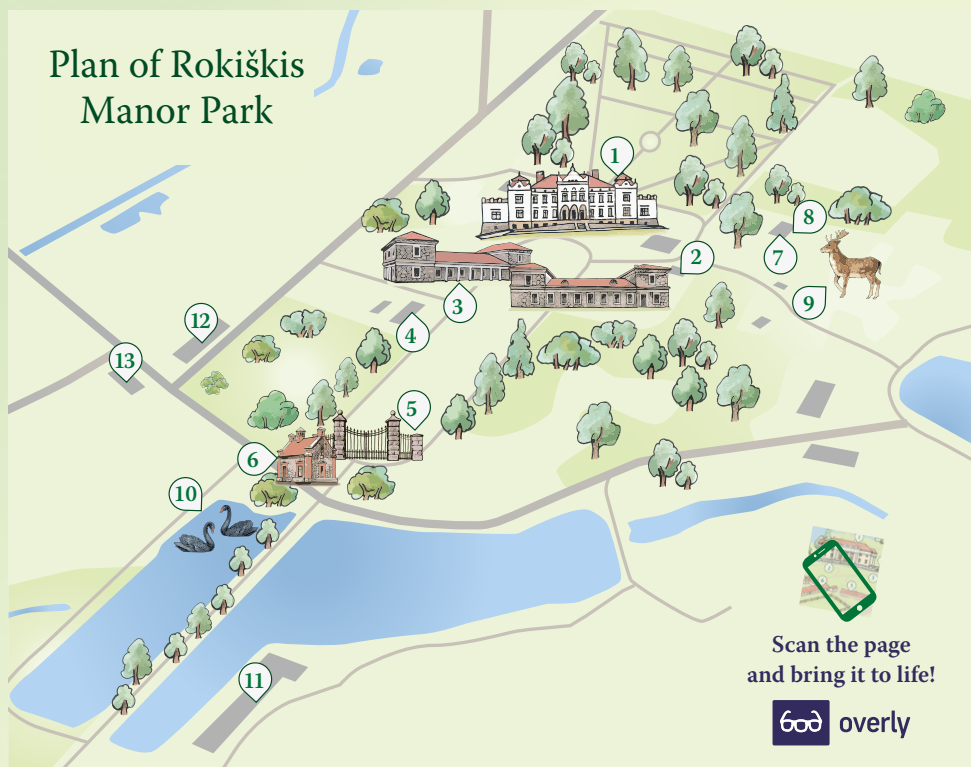 Plan of Rokiškis
Manor Park
1
2
3
4
5
6
7
8
9
10
11
12
13
Scan the page
and bring it to life!
overly